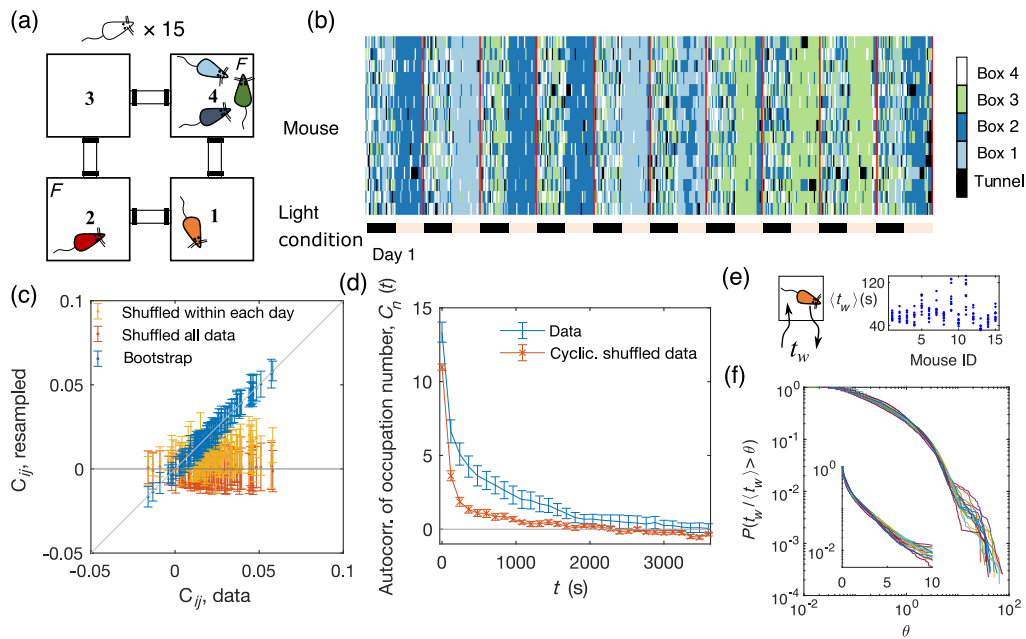 (a)
× 15
3
4
F
F
2
1
(b)
Mouse
Light
condition
Day 1
Box 4
Box 3
Box 2
Box 1
Tunnel
(c)
0.1
0.05
0
-0.05
-0.05
0
0.05
0.1
C_ij, resampled
C_ij, data
Shuffled within each day
Shuffled all data
Bootstrap
(d)
15
10
5
0
0
1000
2000
3000
Autocorr. of occupation number, C_n (t)
t (s)
Data
Cyclic. shuffled data
(e)
t_w
⟨t_w⟩(s)
120
80
40
5
10
15
Mouse ID
(f)
10^0
10^-1
10^-2
10^-3
10^-4
10^-2
10^0
10^2
P(t_w / ⟨t_w⟩ > θ)
θ
10^0
10^-2
0
5
10